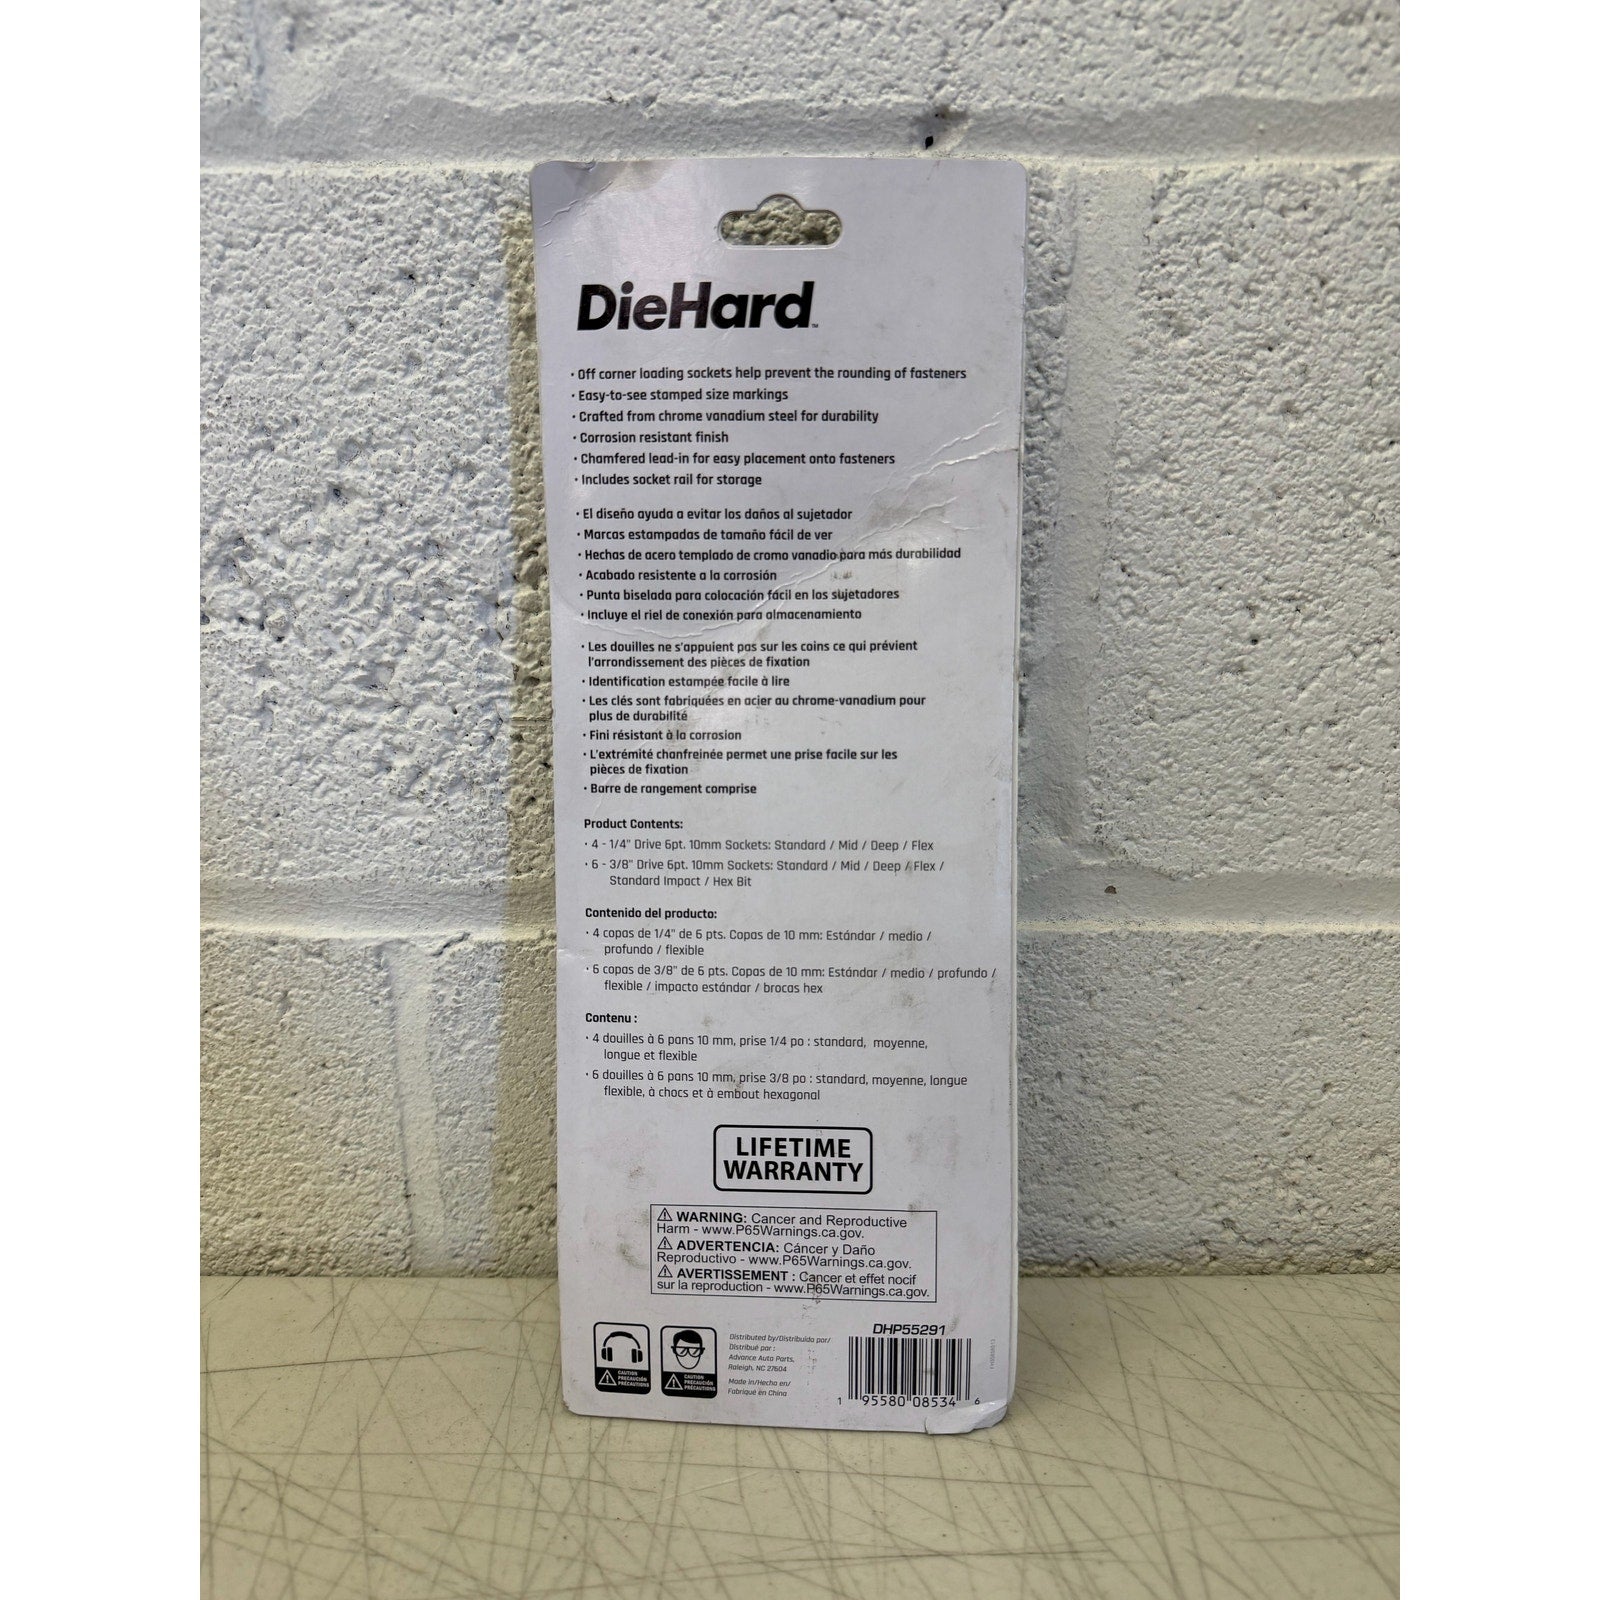 DieHard™
• Off corner loading sockets help prevent the rounding of fasteners
• Easy-to-see stamped size markings
• Crafted from chrome vanadium steel for durability
• Corrosion resistant finish
• Chamfered lead-in for easy placement onto fasteners
• Includes socket rail for storage
• El diseño ayuda a evitar los daños al sujetador
• Marcas estampadas de tamaño fácil de ver
• Hechas de acero templado de cromo vanadio para más durabilidad
• Acabado resistente a la corrosión
• Punta biselada para colocación fácil en los sujetadores
• Incluye el riel de conexión para almacenamiento
• Les douilles ne s'appuient pas sur les coins ce qui prévient
l'arrondissement des pièces de fixation
• Identification estampée facile à lire
• Les clés sont fabriquées en acier au chrome-vanadium pour
plus de durabilité
• Fini résistant à la corrosion
• L'extrémité chanfreinée permet une prise facile sur les
pièces de fixation
• Barre de rangement comprise
Product Contents:
• 4 - 1/4" Drive 6pt. 10mm Sockets: Standard / Mid / Deep / Flex
• 6 - 3/8" Drive 6pt. 10mm Sockets: Standard / Mid / Deep / Flex /
Standard Impact / Hex Bit
Contenido del producto:
• 4 copas de 1/4" de 6 pts. Copas de 10 mm: Estándar / medio /
profundo / flexible
• 6 copas de 3/8" de 6 pts. Copas de 10 mm: Estándar / medio / profundo /
flexible / impacto estándar / brocas hex
Contenu :
• 4 douilles à 6 pans 10 mm, prise 1/4 po : standard, moyenne,
longue et flexible
• 6 douilles à 6 pans 10 mm, prise 3/8 po : standard, moyenne, longue
flexible, à chocs et à embout hexagonal
LIFETIME
WARRANTY
⚠ WARNING: Cancer and Reproductive
Harm - www.P65Warnings.ca.gov.
⚠ ADVERTENCIA: Cáncer y Daño
Reproductivo - www.P65Warnings.ca.gov.
⚠ AVERTISSEMENT : Cancer et effet nocif
sur la reproduction - www.P65Warnings.ca.gov.
CAUTION
PRECAUCIÓN
PRÉCAUTIONS
CAUTION
PRECAUCIÓN
PRÉCAUTIONS
Distributed by/Distribuido por/
Distribué par :
Advance Auto Parts,
Raleigh, NC 27604
Made in/Hecho en/
Fabriqué en China
DHP55291
1 95580 08534 6